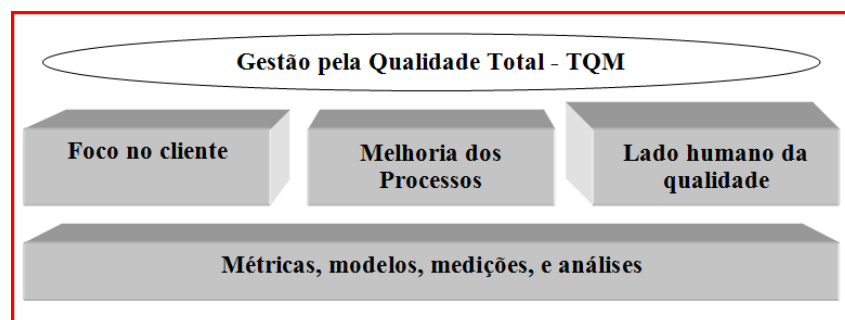 Gestão pela Qualidade Total - TQM
Foco no cliente
Melhoria dos
Processos
Lado humano da
qualidade
Métricas, modelos, medições, e análises